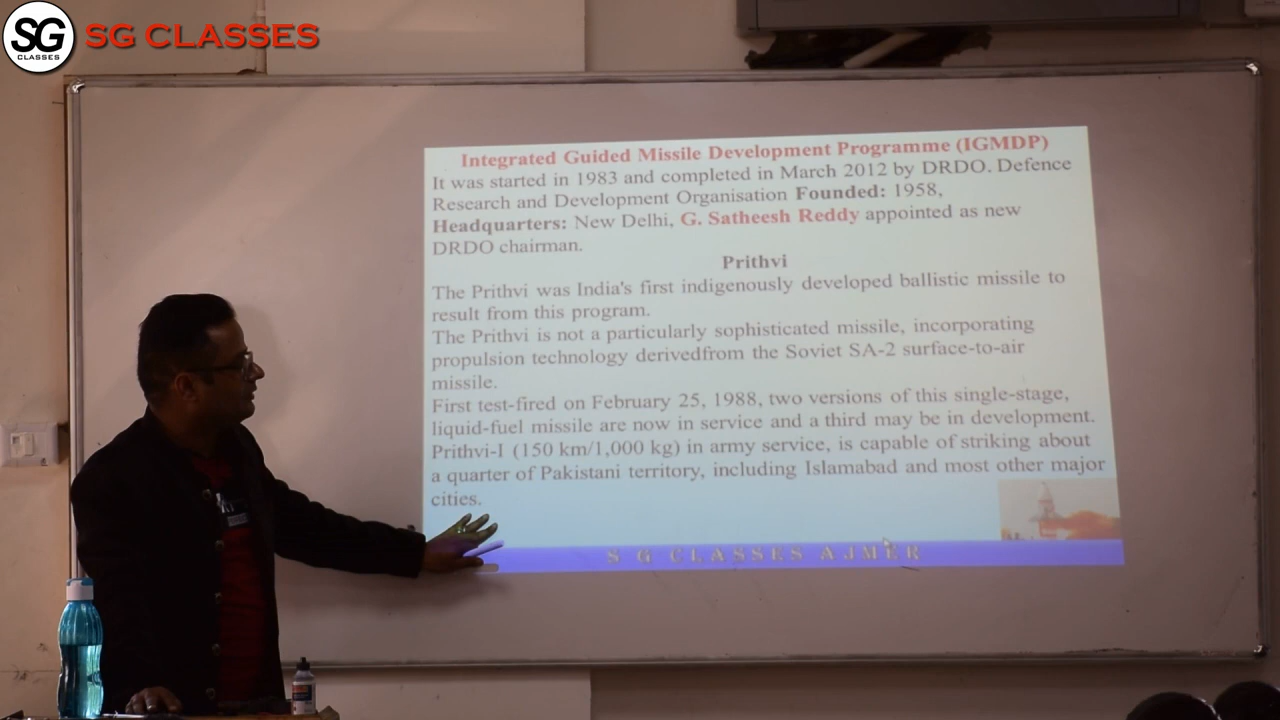 SG
CLASSES
SG CLASSES
Integrated Guided Missile Development Programme (IGMDP)
It was started in 1983 and completed in March 2012 by DRDO. Defence
Research and Development Organisation Founded: 1958,
Headquarters: New Delhi, G. Satheesh Reddy appointed as new
DRDO chairman.
Prithvi
The Prithvi was India's first indigenously developed ballistic missile to
result from this program.
The Prithvi is not a particularly sophisticated missile, incorporating
propulsion technology derivedfrom the Soviet SA-2 surface-to-air
missile.
First test-fired on February 25, 1988, two versions of this single-stage,
liquid-fuel missile are now in service and a third may be in development.
Prithvi-I (150 km/1,000 kg) in army service, is capable of striking about
a quarter of Pakistani territory, including Islamabad and most other major
cities.
S G CLASSES AJMER